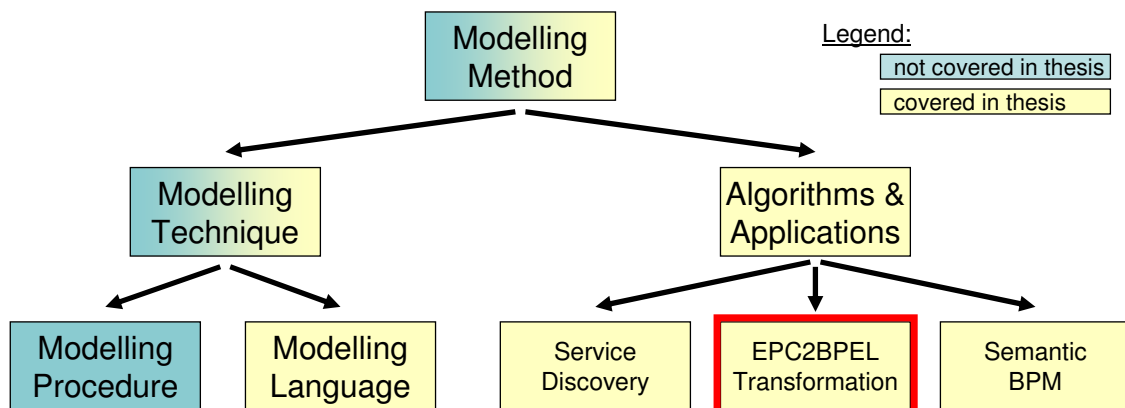 Modelling
Method
Legend:
not covered in thesis
covered in thesis
Modelling
Technique
Algorithms &
Applications
Modelling
Procedure
Modelling
Language
Service
Discovery
EPC2BPEL
Transformation
Semantic
BPM